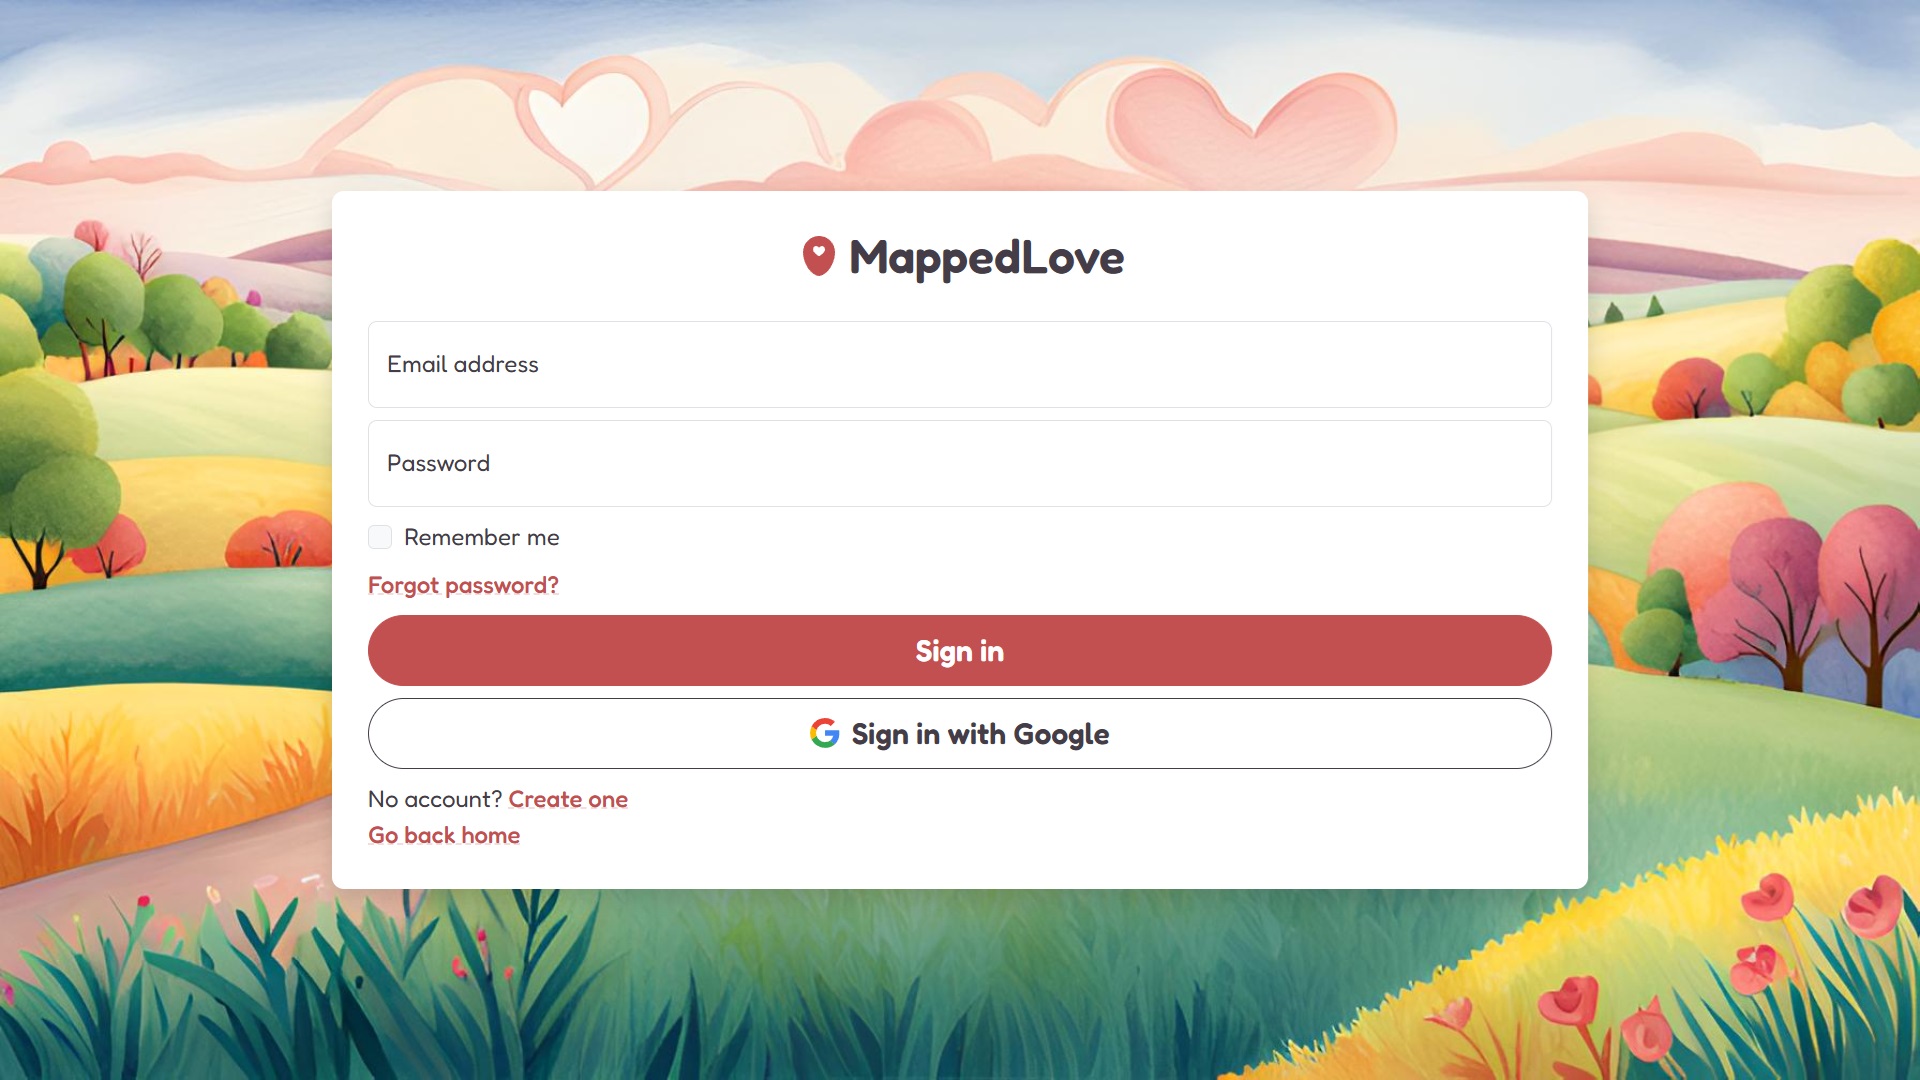 MappedLove
Email address
Password
Remember me
Forgot password?
Sign in
Sign in with Google
No account? Create one
Go back home